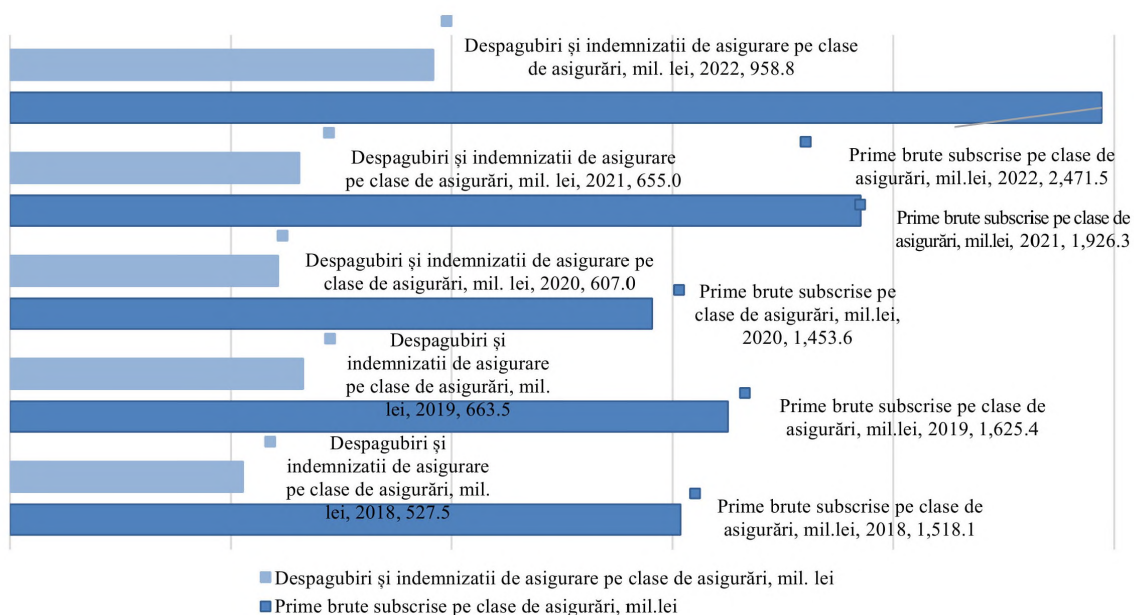 Despagubiri și indemnizatii de asigurare pe clase
de asigurări, mil. lei, 2022, 958.8
Prime brute subscrise pe clase de
asigurări, mil.lei, 2022, 2,471.5
Despagubiri și indemnizatii de asigurare
pe clase de asigurări, mil. lei, 2021, 655.0
Prime brute subscrise pe clase de
asigurări, mil.lei, 2021, 1,926.3
Despagubiri și indemnizatii de asigurare pe
clase de asigurări, mil. lei, 2020, 607.0
Prime brute subscrise pe
clase de asigurări, mil.lei,
2020, 1,453.6
Despagubiri și
indemnizatii de asigurare
pe clase de asigurări, mil.
lei, 2019, 663.5
Prime brute subscrise pe clase de
asigurări, mil.lei, 2019, 1,625.4
Despagubiri și
indemnizatii de asigurare
pe clase de asigurări, mil.
lei, 2018, 527.5
Prime brute subscrise pe clase de
asigurări, mil.lei, 2018, 1,518.1
Despagubiri și indemnizatii de asigurare pe clase de asigurări, mil. lei
Prime brute subscrise pe clase de asigurări, mil.lei